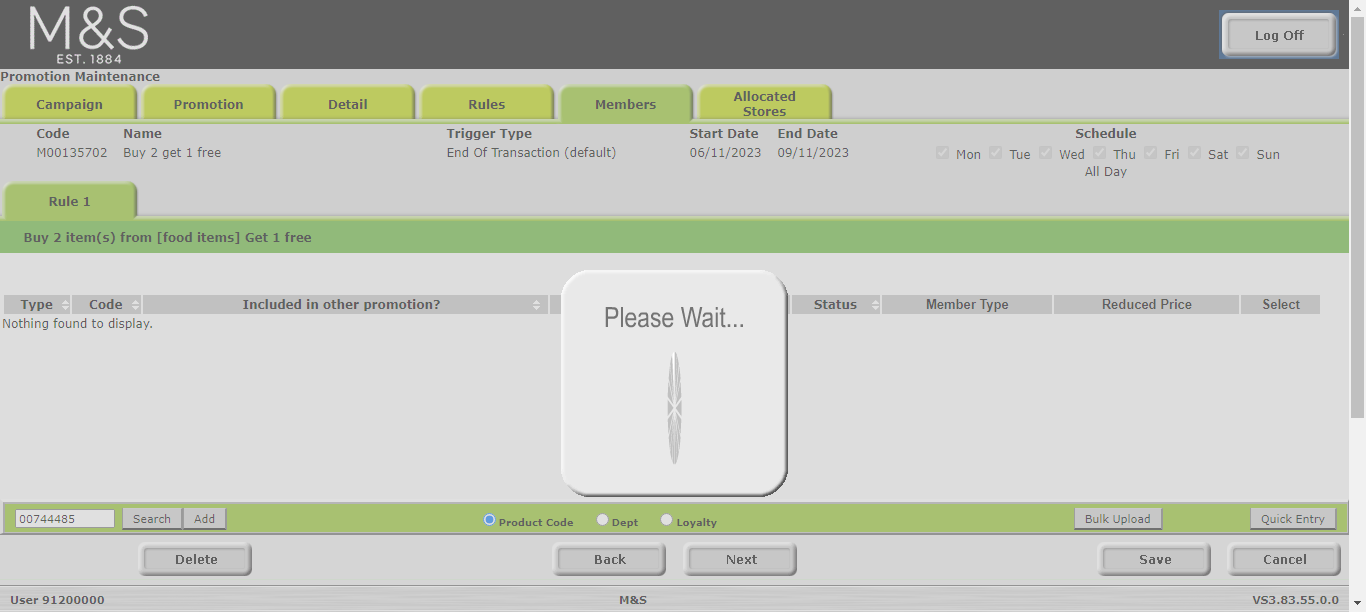 M&S
EST. 1884
Log Off
Promotion Maintenance
Campaign Promotion Detail Rules Members Allocated Stores
Code Name Trigger Type Start Date End Date Schedule
M00135702 Buy 2 get 1 free End Of Transaction (default) 06/11/2023 09/11/2023 Mon Tue Wed Thu Fri Sat Sun
All Day
Rule 1
Buy 2 item(s) from [food items] Get 1 free
Type Code Included in other promotion? Status Member Type Reduced Price Select
Nothing found to display.
Please Wait...
00744485 Search Add Product Code Dept Loyalty Bulk Upload Quick Entry
Delete Back Next Save Cancel
User 91200000 M&S VS3.83.55.0.0